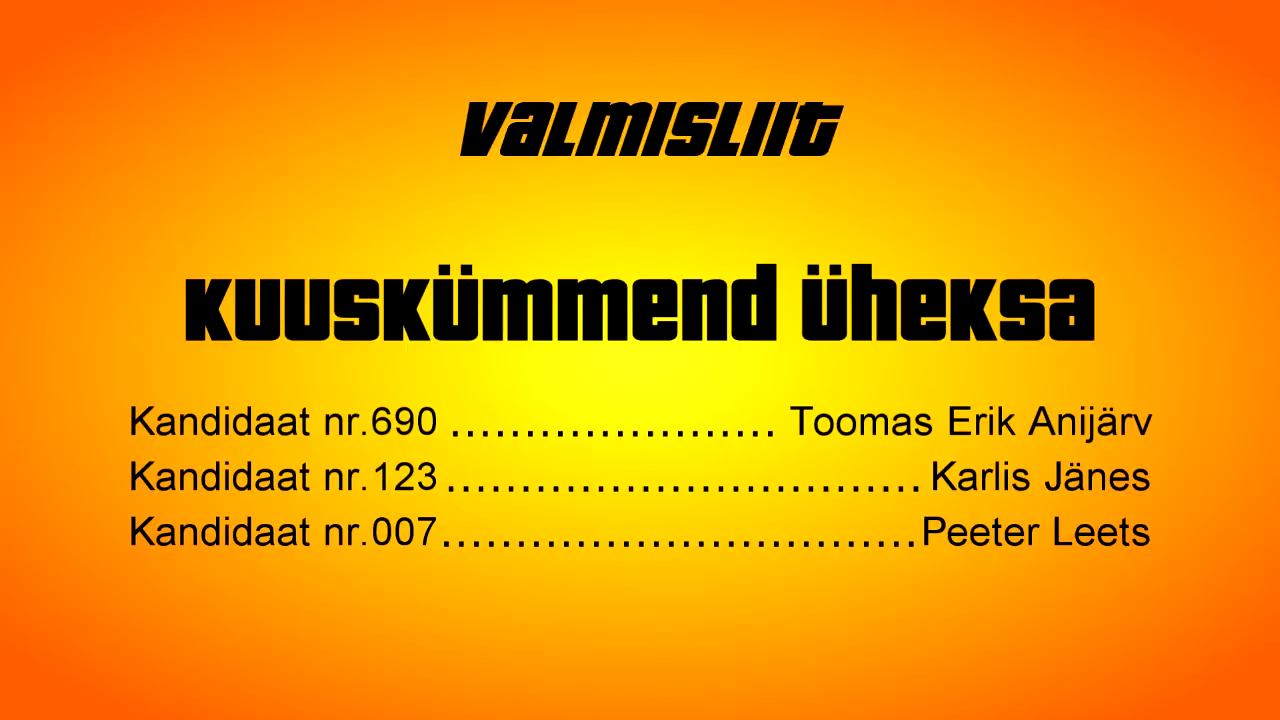 VALMISLIIT
KUUSKÜMMEND ÜHEKSA
Kandidaat nr.690 ...................... Toomas Erik Anijärv
Kandidaat nr.123 ................................ Karlis Jänes
Kandidaat nr.007................................Peeter Leets